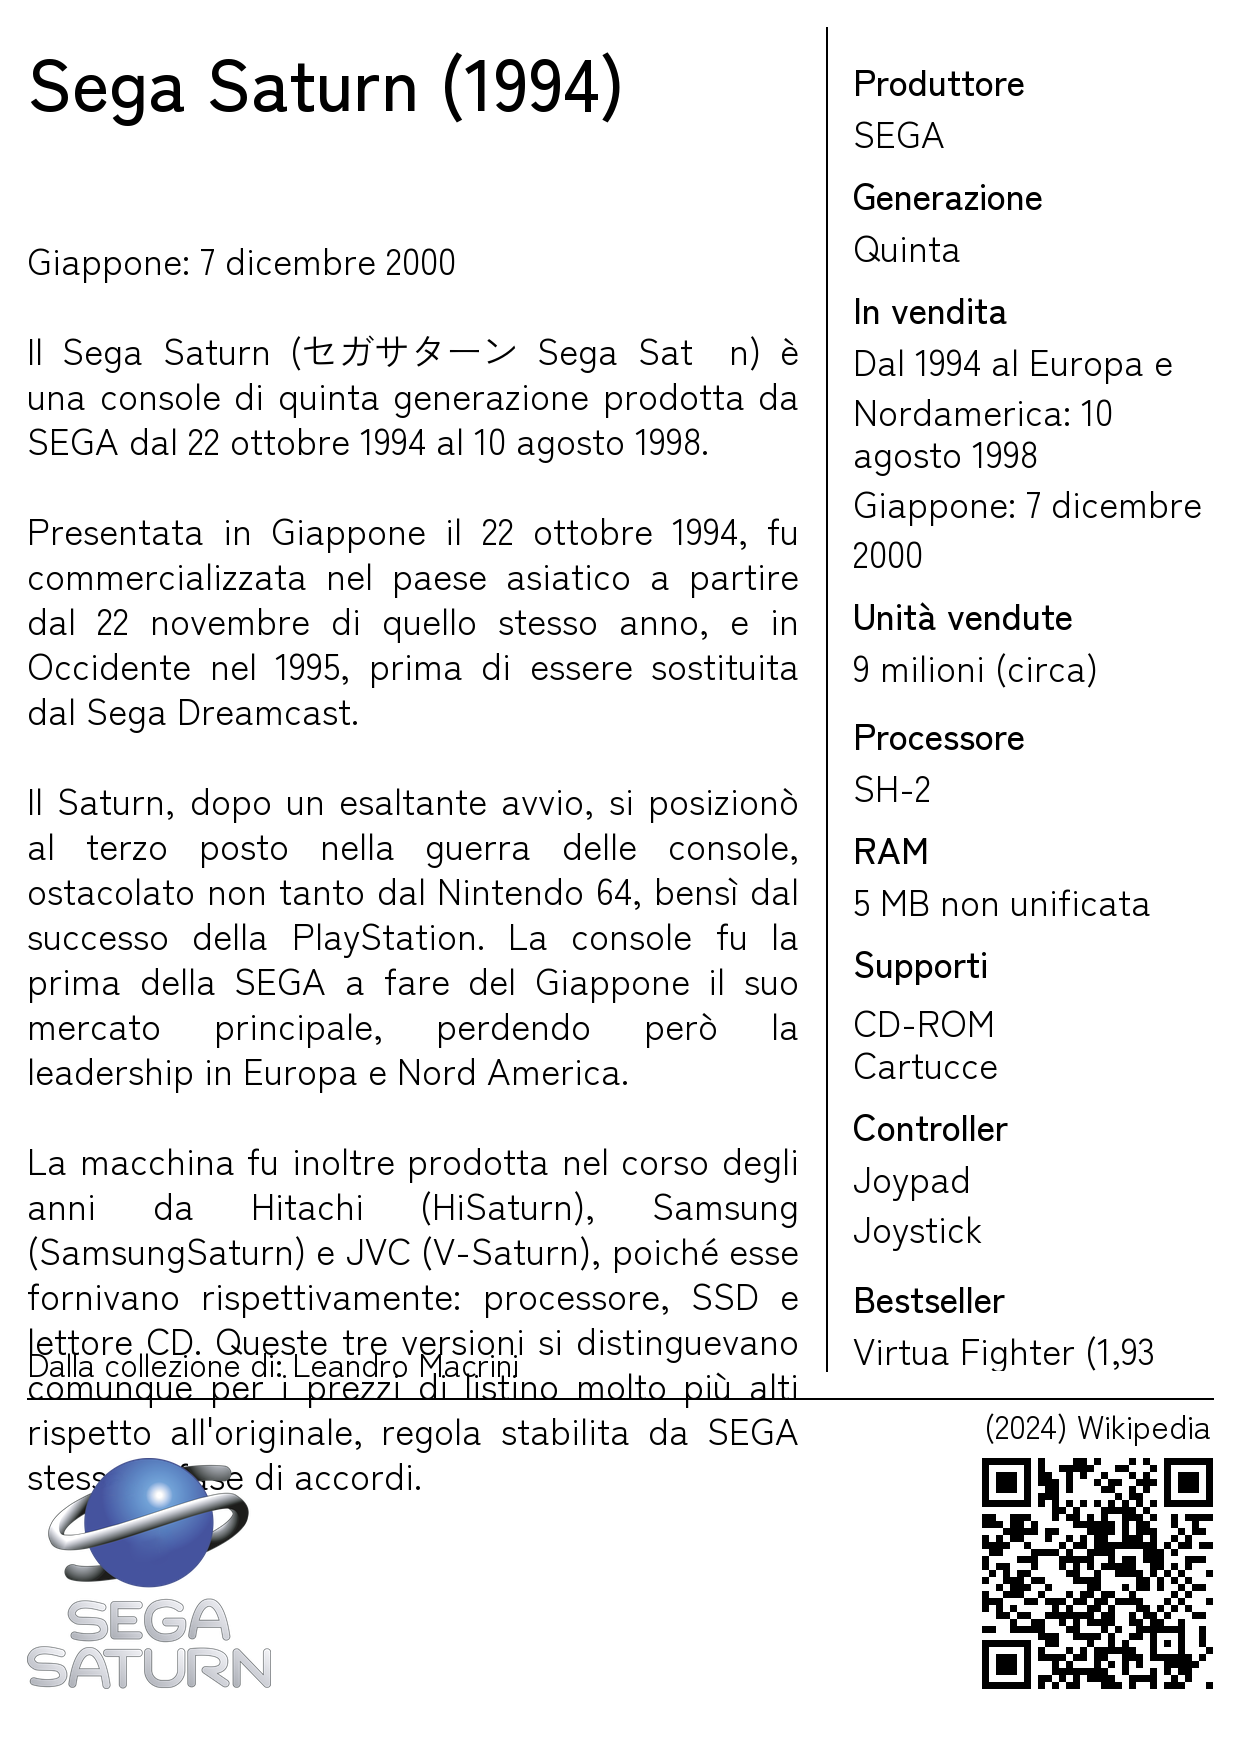 Sega Saturn (1994)
Giappone: 7 dicembre 2000
Il Sega Saturn (セガサターン Sega Sat n) è
una console di quinta generazione prodotta da
SEGA dal 22 ottobre 1994 al 10 agosto 1998.
Presentata in Giappone il 22 ottobre 1994, fu
commercializzata nel paese asiatico a partire
dal 22 novembre di quello stesso anno, e in
Occidente nel 1995, prima di essere sostituita
dal Sega Dreamcast.
Il Saturn, dopo un esaltante avvio, si posizionò
al terzo posto nella guerra delle console,
ostacolato non tanto dal Nintendo 64, bensì dal
successo della PlayStation. La console fu la
prima della SEGA a fare del Giappone il suo
mercato principale, perdendo però la
leadership in Europa e Nord America.
La macchina fu inoltre prodotta nel corso degli
anni da Hitachi (HiSaturn), Samsung
(SamsungSaturn) e JVC (V-Saturn), poiché esse
fornivano rispettivamente: processore, SSD e
lettore CD. Queste tre versioni si distinguevano
comunque per i prezzi di listino molto più alti
rispetto all'originale, regola stabilita da SEGA
di accordi.
Dalla collezione di: Leandro Macrini
SEGA
SATURN
Produttore
SEGA
Generazione
Quinta
In vendita
Dal 1994 al Europa e
Nordamerica: 10
agosto 1998
Giappone: 7 dicembre
2000
Unità vendute
9 milioni (circa)
Processore
SH-2
RAM
5 MB non unificata
Supporti
CD-ROM
Cartucce
Controller
Joypad
Joystick
Bestseller
Virtua Fighter (1,93
(2024) Wikipedia